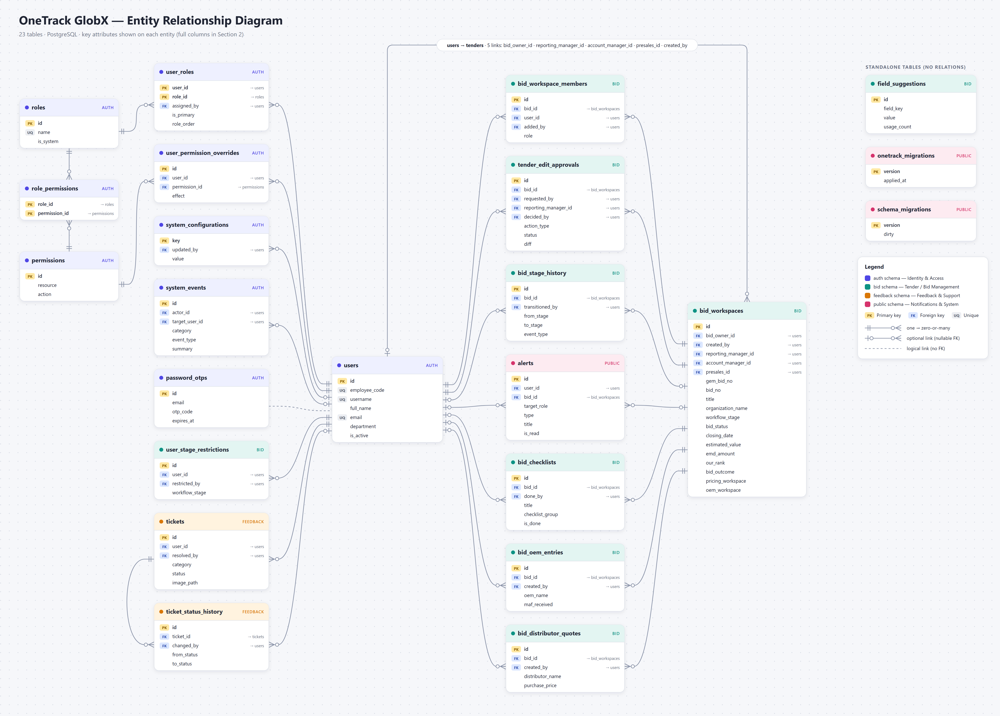 OneTrack GlobX — Entity Relationship Diagram
23 tables · PostgreSQL · key attributes shown on each entity (full columns in Section 2)
users → tenders · 5 links: bid_owner_id · reporting_manager_id · account_manager_id · presales_id · created_by
roles AUTH
PK id
UQ name
is_system
role_permissions AUTH
PK role_id → roles
PK permission_id → permissions
permissions AUTH
PK id
resource
action
user_roles AUTH
PK user_id → users
PK role_id → roles
FK assigned_by → users
is_primary
role_order
user_permission_overrides AUTH
PK id
FK user_id → users
FK permission_id → permissions
effect
system_configurations AUTH
PK key
FK updated_by → users
value
system_events AUTH
PK id
FK actor_id → users
FK target_user_id → users
category
event_type
summary
password_otps AUTH
PK id
email
otp_code
expires_at
user_stage_restrictions BID
PK id
FK user_id → users
FK restricted_by → users
workflow_stage
tickets FEEDBACK
PK id
FK user_id → users
FK resolved_by → users
category
status
image_path
ticket_status_history FEEDBACK
PK id
FK ticket_id → tickets
FK changed_by → users
from_status
to_status
users AUTH
PK id
UQ employee_code
UQ username
full_name
UQ email
department
is_active
bid_workspace_members BID
PK id
FK bid_id → bid_workspaces
FK user_id → users
FK added_by → users
role
tender_edit_approvals BID
PK id
FK bid_id → bid_workspaces
FK requested_by → users
FK reporting_manager_id → users
FK decided_by → users
action_type
status
diff
bid_stage_history BID
PK id
FK bid_id → bid_workspaces
FK transitioned_by → users
from_stage
to_stage
event_type
alerts PUBLIC
PK id
FK user_id → users
FK bid_id → bid_workspaces
target_role
type
title
is_read
bid_checklists BID
PK id
FK bid_id → bid_workspaces
FK done_by → users
title
checklist_group
is_done
bid_oem_entries BID
PK id
FK bid_id → bid_workspaces
FK created_by → users
oem_name
maf_received
bid_distributor_quotes BID
PK id
FK bid_id → bid_workspaces
FK created_by → users
distributor_name
purchase_price
bid_workspaces BID
PK id
FK bid_owner_id → users
FK created_by → users
FK reporting_manager_id → users
FK account_manager_id → users
FK presales_id → users
gem_bid_no
bid_no
title
organization_name
workflow_stage
bid_status
closing_date
estimated_value
emd_amount
our_rank
bid_outcome
pricing_workspace
oem_workspace
STANDALONE TABLES (NO RELATIONS)
field_suggestions BID
PK id
field_key
value
usage_count
onetrack_migrations PUBLIC
PK version
applied_at
schema_migrations PUBLIC
PK version
dirty
Legend
auth schema — Identity & Access
bid schema — Tender / Bid Management
feedback schema — Feedback & Support
public schema — Notifications & System
PK Primary key FK Foreign key UQ Unique
one → zero-or-many
optional link (nullable FK)
logical link (no FK)